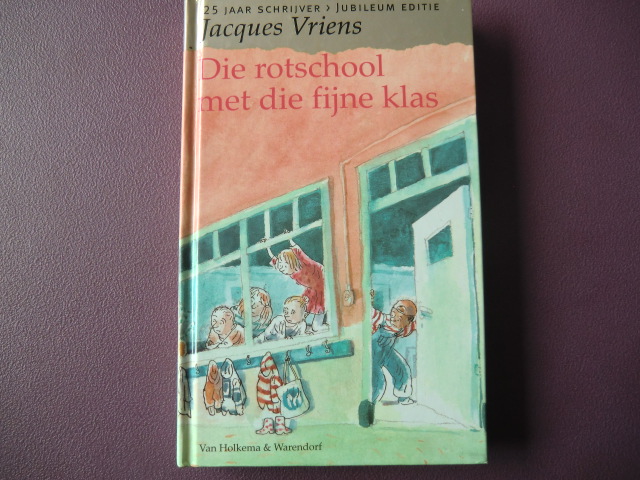 25 JAAR SCHRIJVER > JUBILEUM EDITIE
Jacques Vriens
Die rotschool
met die fijne klas
Van Holkema & Warendorf